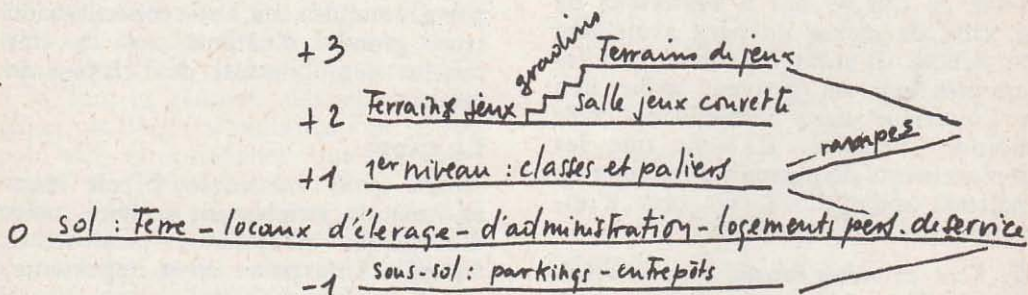 +3 gradins Terrains de jeux
+2 Terrains jeux salle jeux couverte
rampes
+1 1er niveau : classes et paliers
0 sol : Terre - locaux d'élevage - d'administration - logements pers. de service
-1 sous-sol : parkings - entrepôts